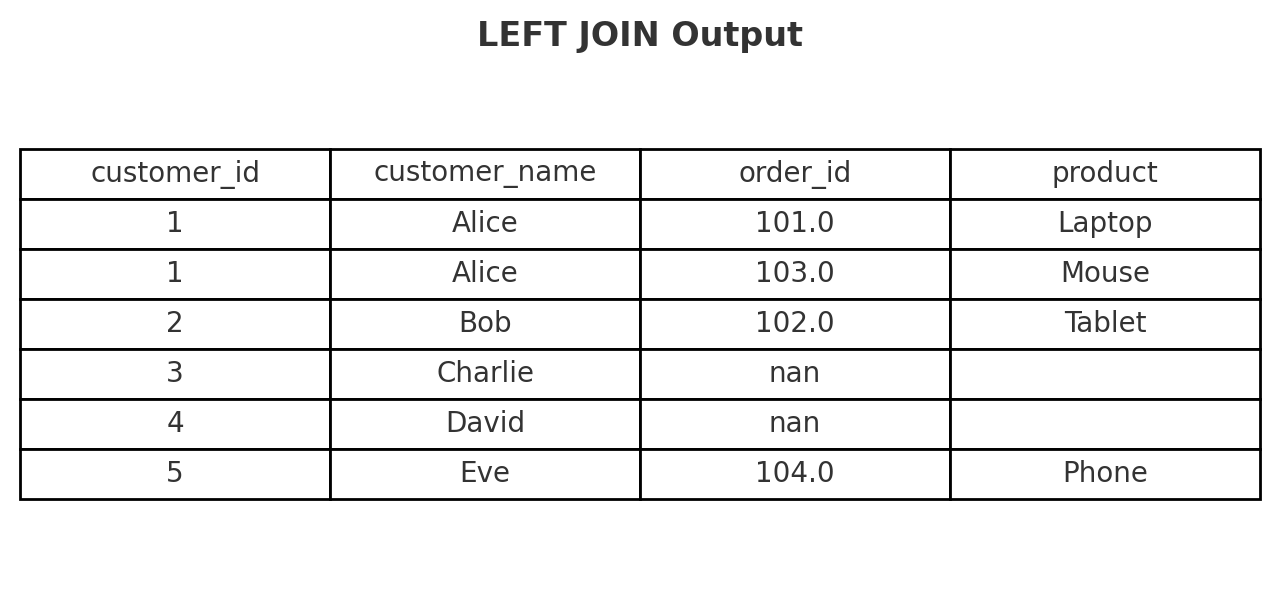 LEFT JOIN Output
customer_id customer_name order_id product
1 Alice 101.0 Laptop
1 Alice 103.0 Mouse
2 Bob 102.0 Tablet
3 Charlie nan
4 David nan
5 Eve 104.0 Phone